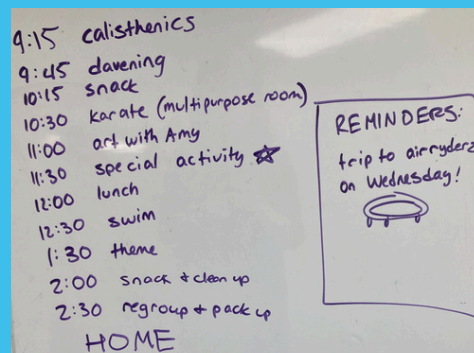 9:15 calisthenics
9:45 davening
10:15 snack
10:30 karate (multipurpose room)
11:00 art with Amy
11:30 special activity
12:00 lunch
12:30 swim
1:30 theme
2:00 snack + clean up
2:30 regroup + pack up
HOME
REMINDERS:
trip to airryderz
on Wednesday!